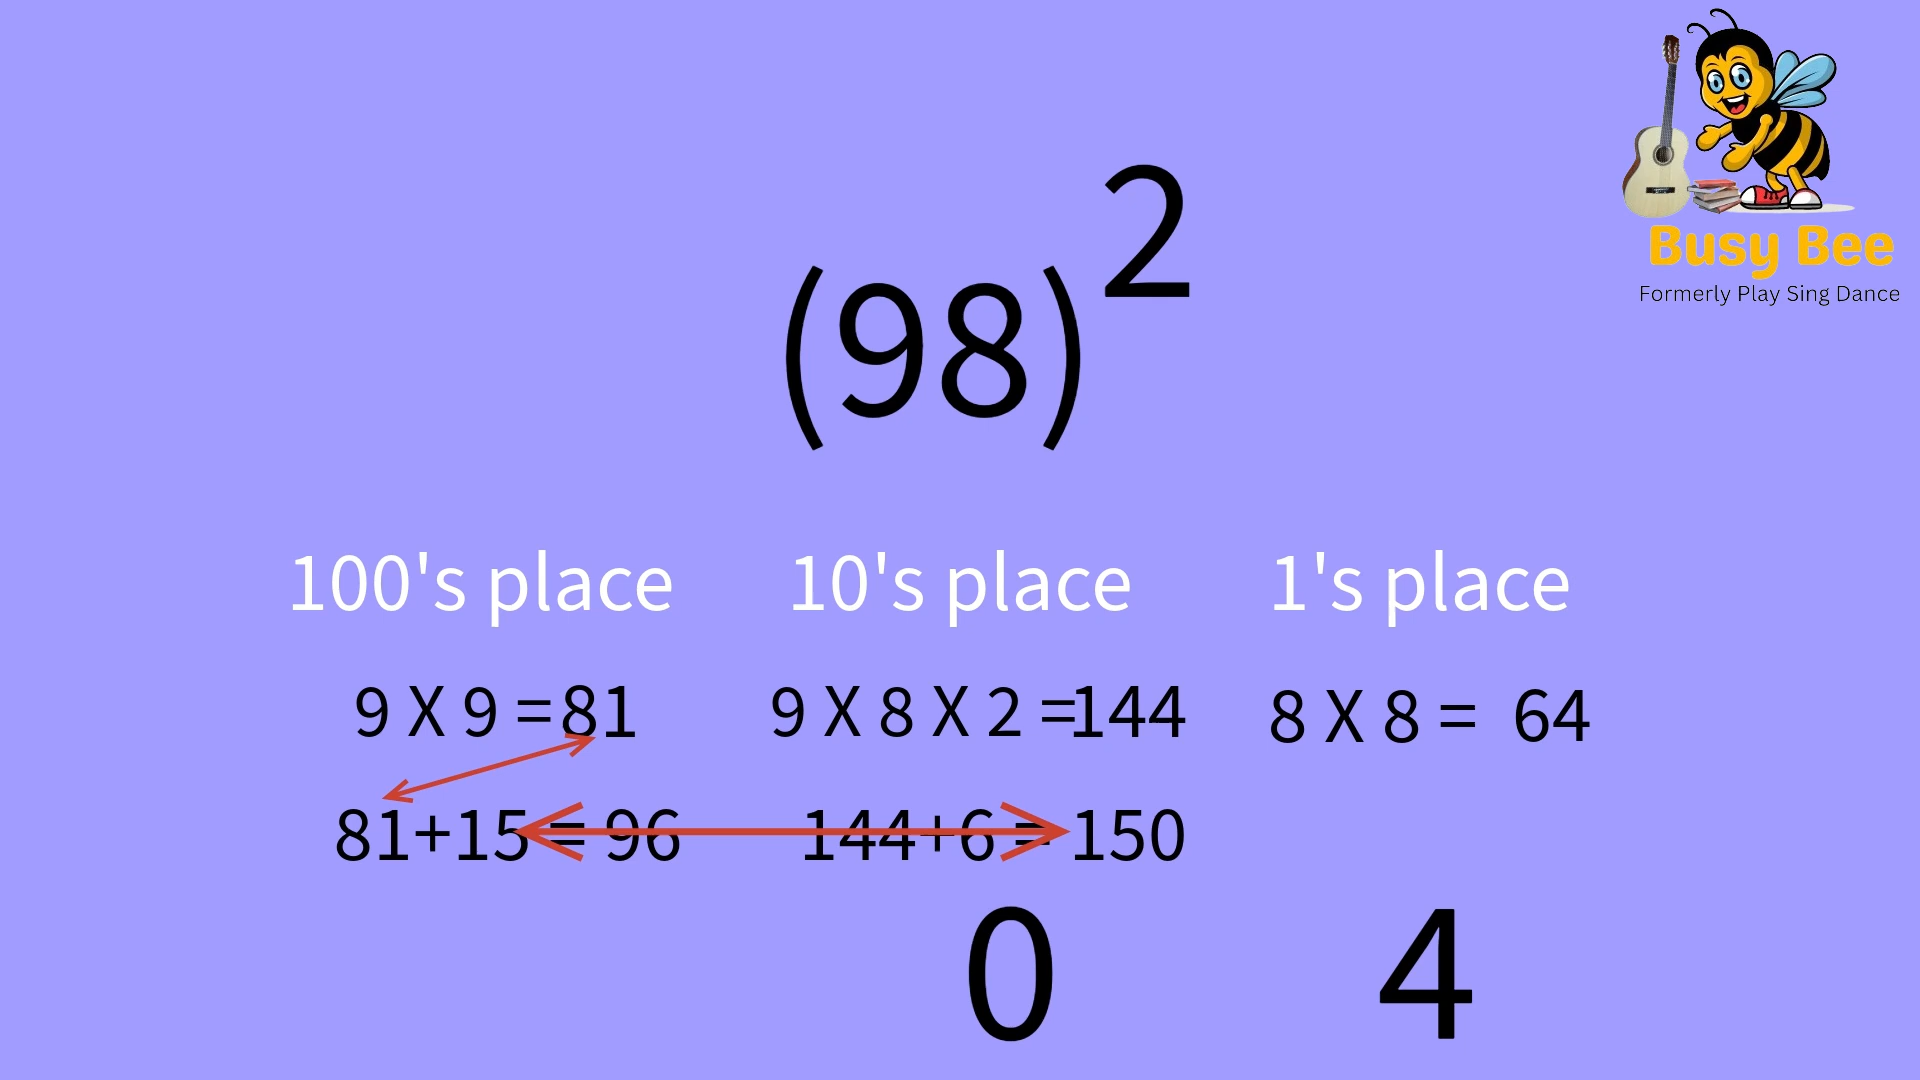 Busy Bee
Formerly Play Sing Dance
(98)²
100's place 10's place 1's place
9 X 9 = 81 9 X 8 X 2 = 144 8 X 8 = 64
81+15 = 96 144+6 = 150
0 4